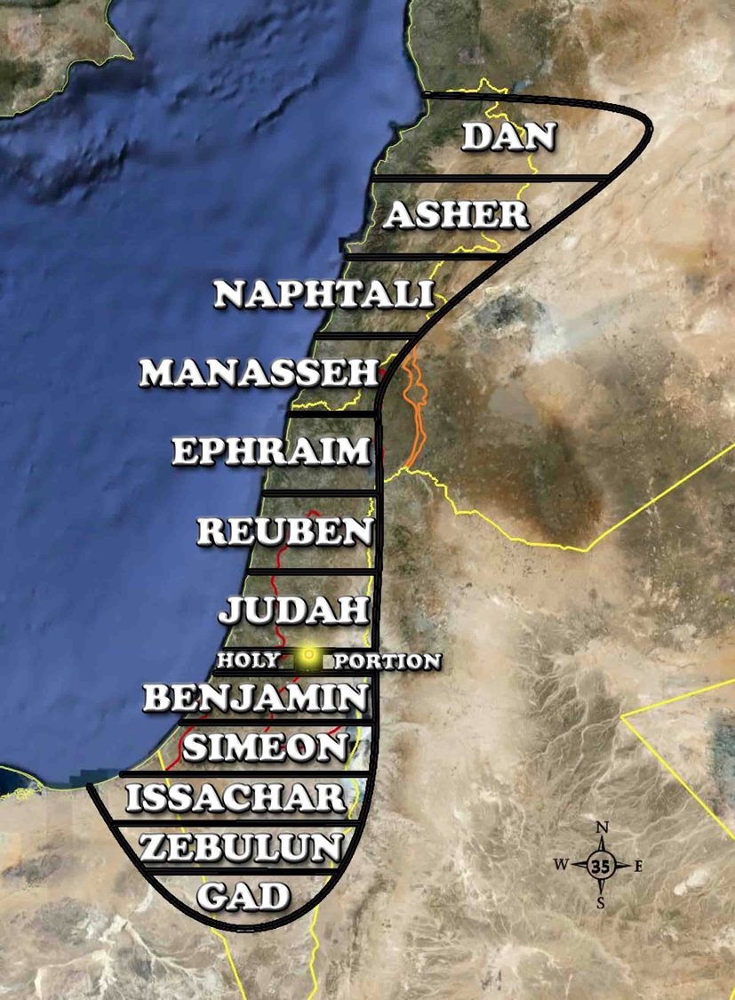 DAN
ASHER
NAPHTALI
MANASSEH
EPHRAIM
REUBEN
JUDAH
HOLY PORTION
BENJAMIN
SIMEON
ISSACHAR
ZEBULUN
GAD
N
W 35 E
S